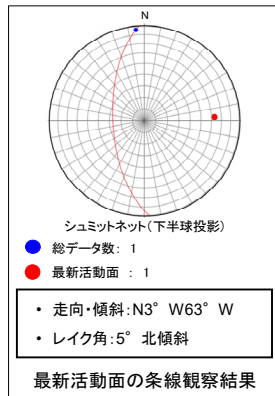 N
シュミットネット(下半球投影)
総データ数: 1
最新活動面 : 1
・ 走向・傾斜:N3° W63° W
・ レイク角:5° 北傾斜
最新活動面の条線観察結果